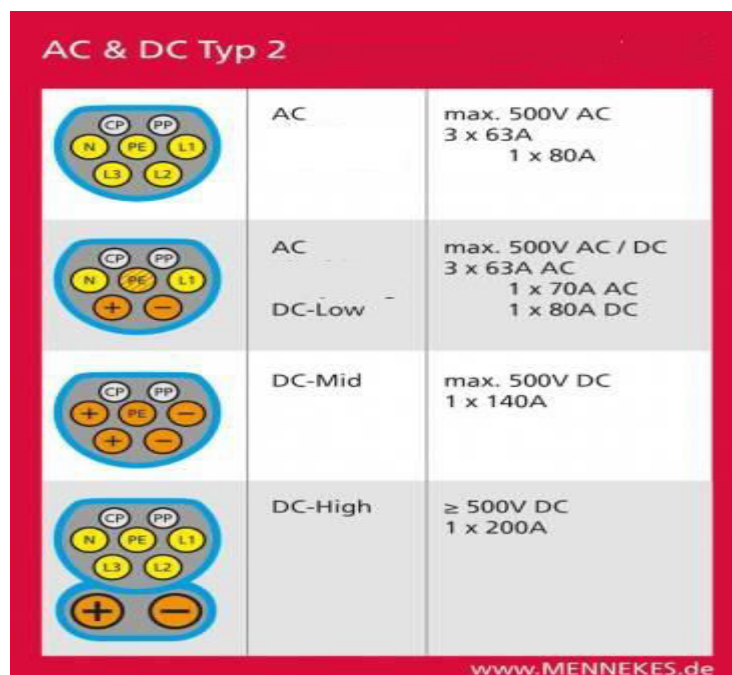 AC & DC Typ 2
CP PP
N PE L1
L3 L2
AC
max. 500V AC
3 x 63A
1 x 80A
CP PP
N PE L1
+ −
AC
DC-Low
max. 500V AC / DC
3 x 63A AC
1 x 70A AC
1 x 80A DC
CP PP
+ PE −
+ −
DC-Mid
max. 500V DC
1 x 140A
CP PP
N PE L1
L3 L2
+ −
DC-High
≥ 500V DC
1 x 200A
www.MENNEKES.de